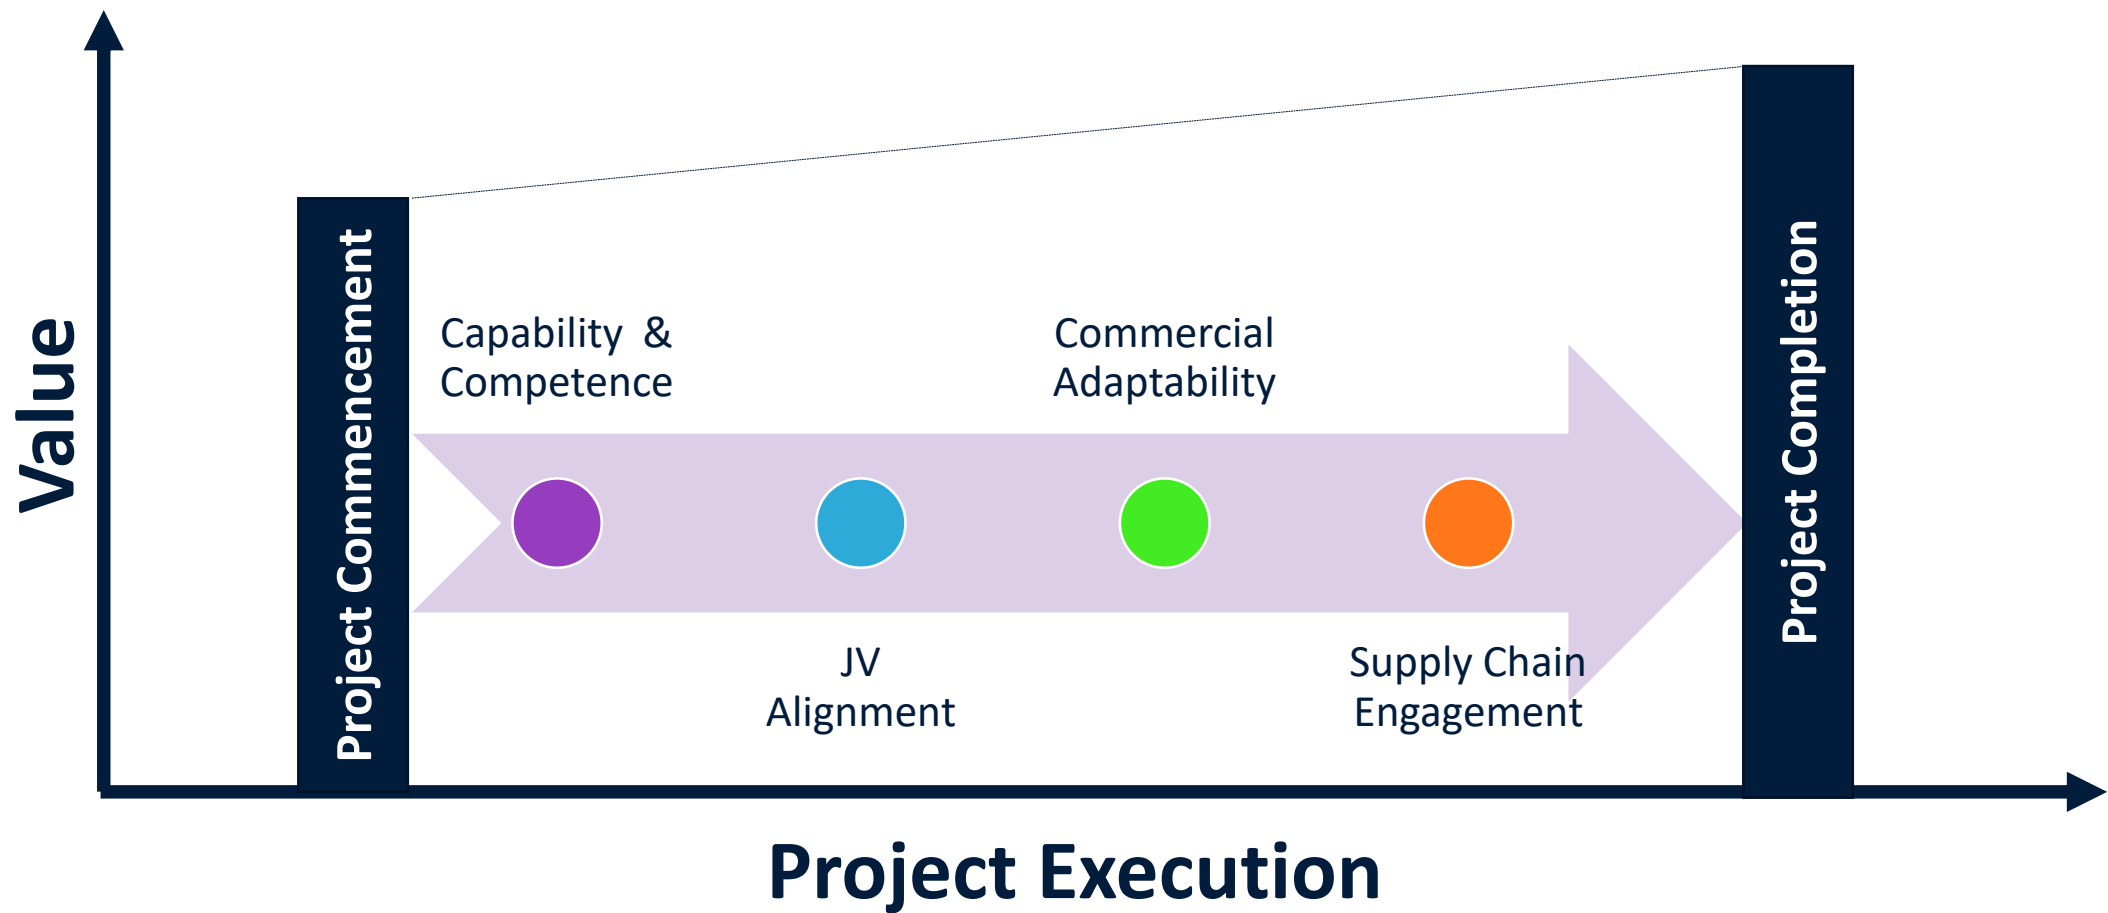 Value
Project Commencement
Capability & 
Competence
JV
Alignment
Commercial
Adaptability
Supply Chain
Engagement
Project Completion
Project Execution